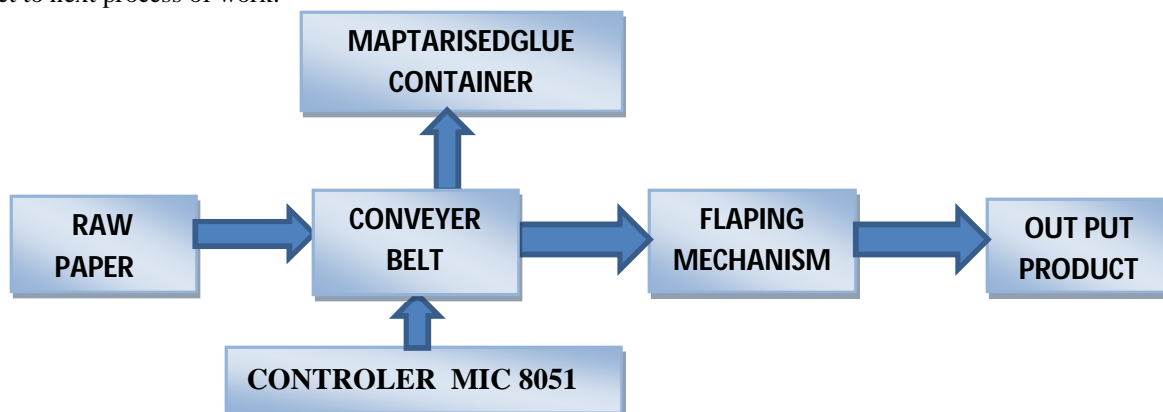 to next process of work.
MAPTARISEDGLUE
CONTAINER
RAW
PAPER
CONVEYER
BELT
FLAPING
MECHANISM
OUT PUT
PRODUCT
CONTROLER MIC 8051